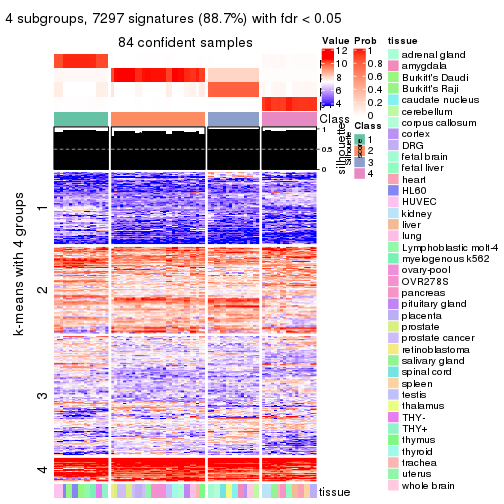 4 subgroups, 7297 signatures (88.7%) with fdr < 0.05
84 confident samples
Value
12
10
8
6
4
Prob
1
0.8
0.6
0.4
0.2
0
Class
1
2
3
4
Class
1
0.5
0
silhouette
k-means with 4 groups
1
2
3
4
tissue
tissue
adrenal gland
amygdala
Burkitt's Daudi
Burkitt's Raji
caudate nucleus
cerebellum
corpus callosum
cortex
DRG
fetal brain
fetal liver
heart
HL60
HUVEC
kidney
liver
lung
Lymphoblastic molt-4
myelogenous k562
ovary-pool
OVR278S
pancreas
pituitary gland
placenta
prostate
prostate cancer
retinoblastoma
salivary gland
spinal cord
spleen
testis
thalamus
THY-
THY+
thymus
thyroid
trachea
uterus
whole brain